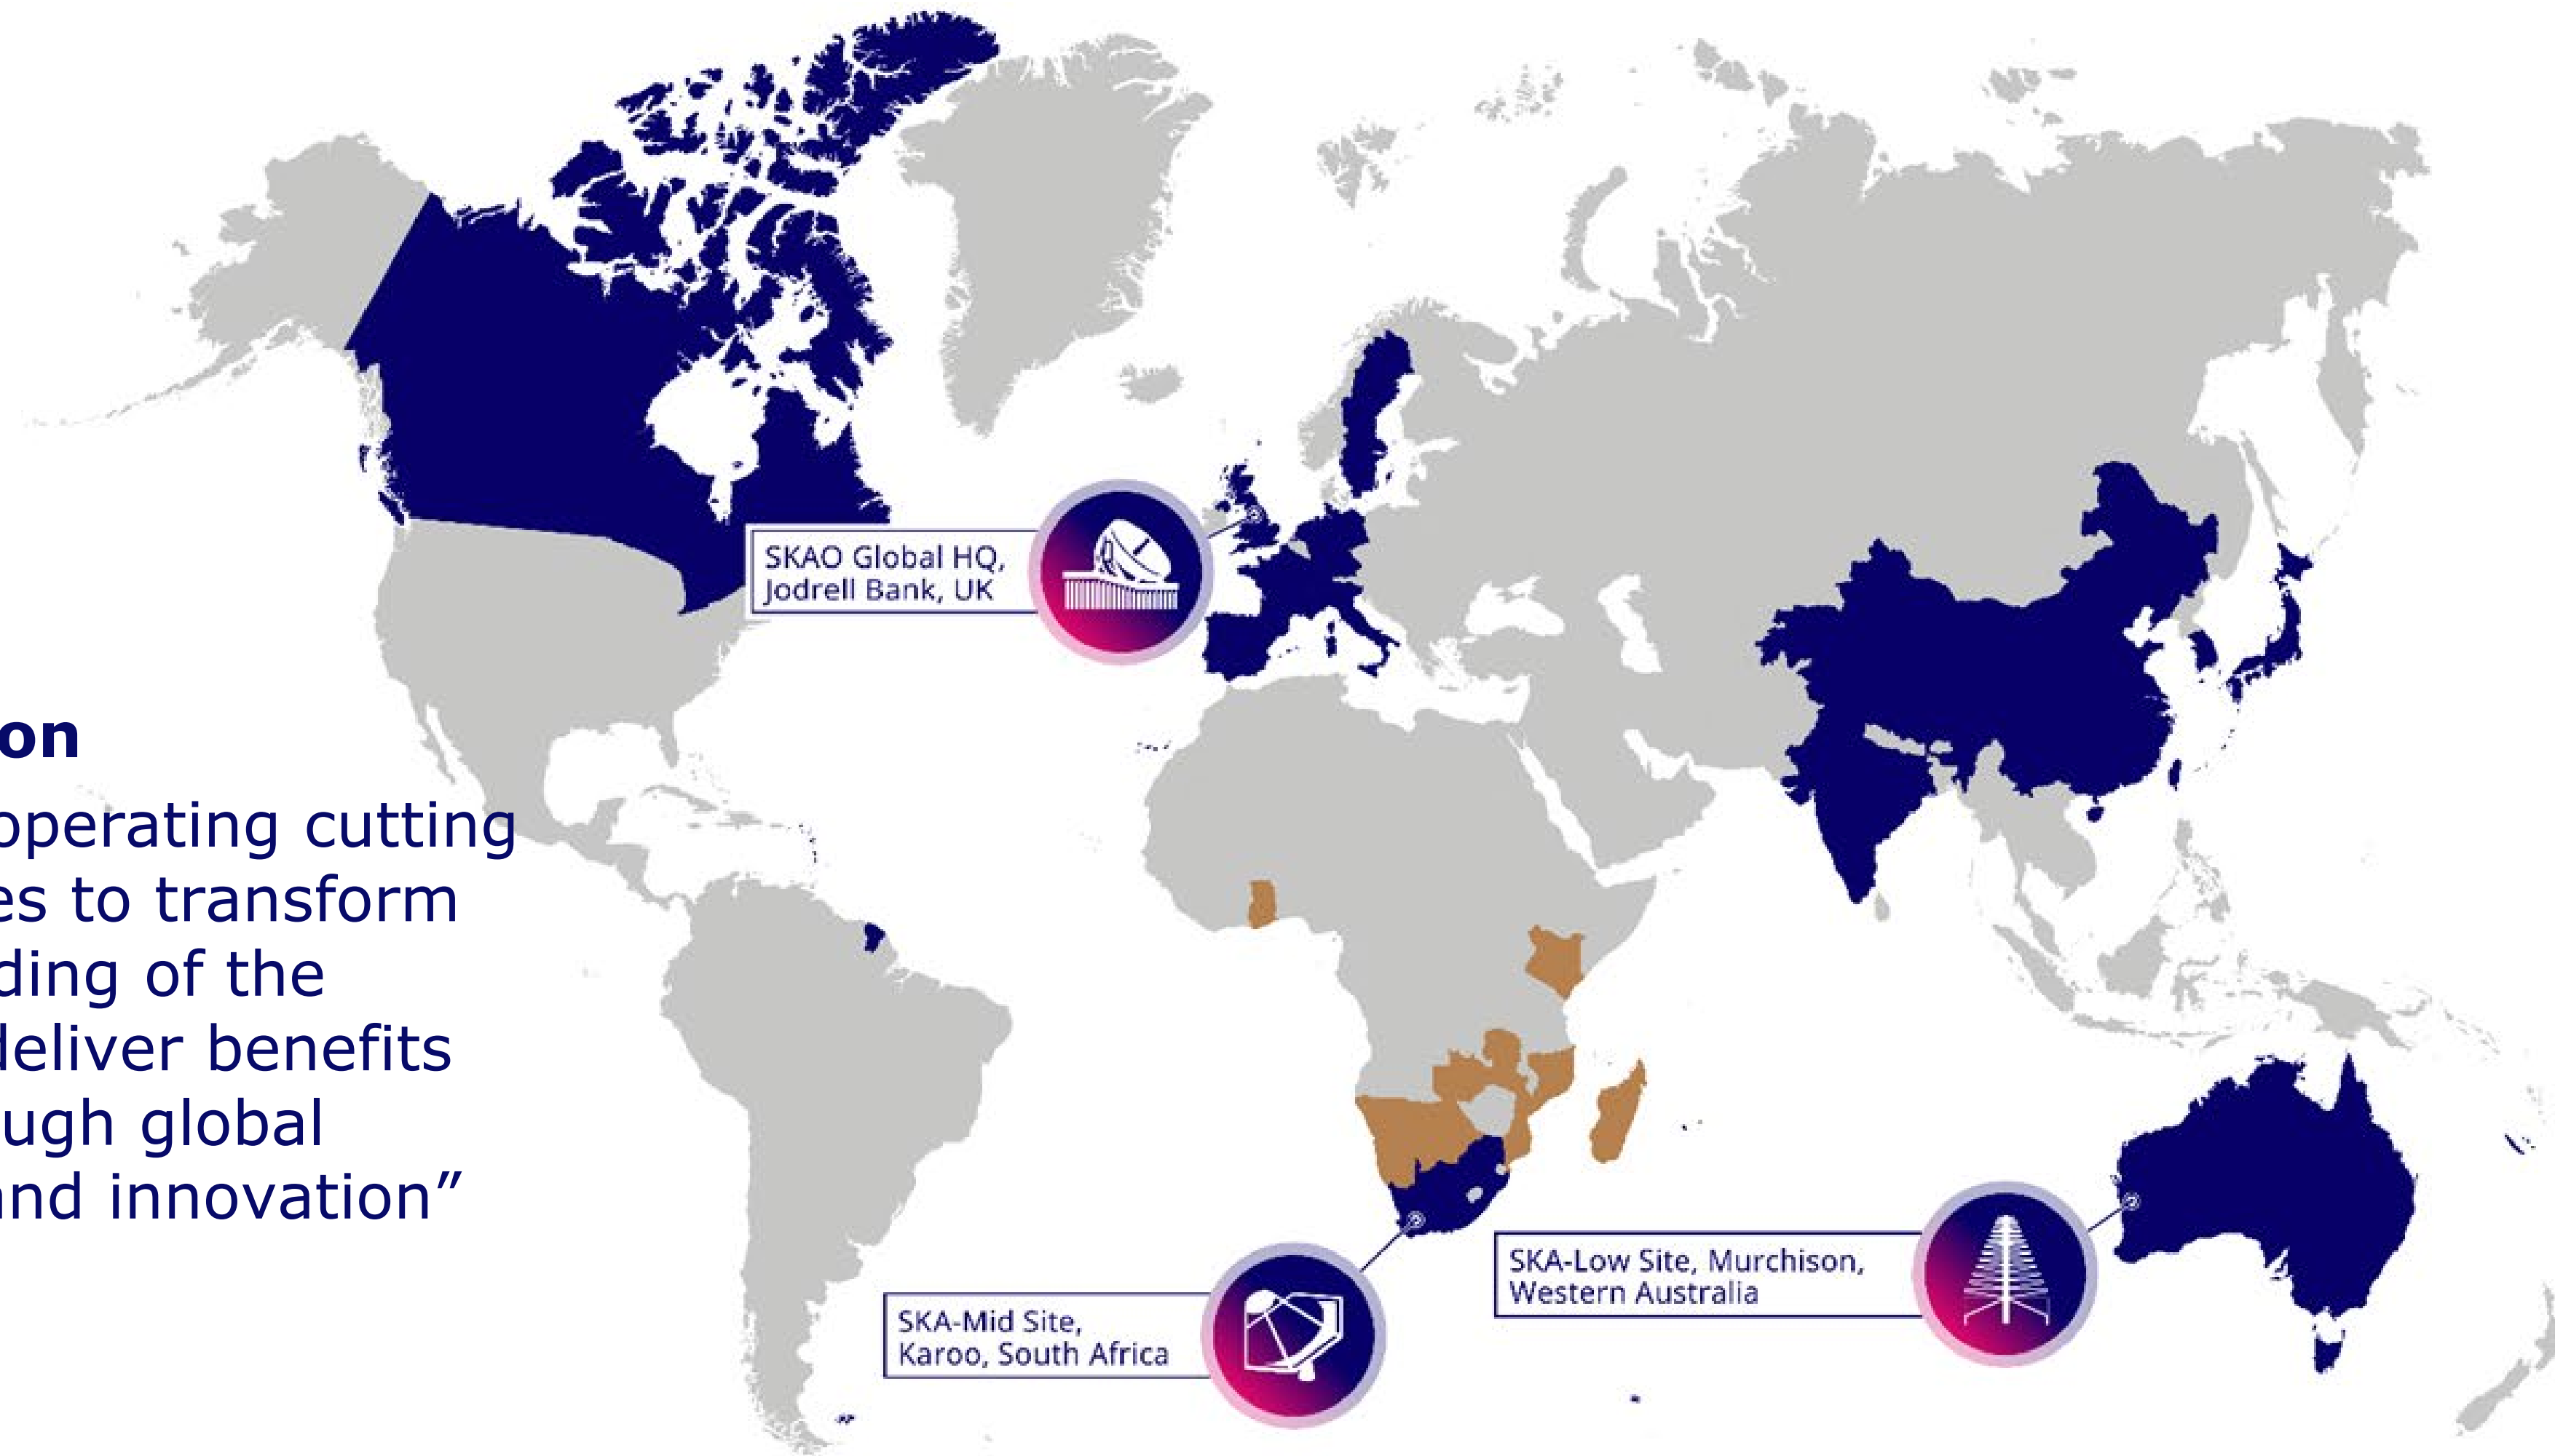 SKAO Global HQ,
Jodrell Bank, UK
on
operating cutting
es to transform
ding of the
deliver benefits
ugh global
and innovation”
SKA-Low Site, Murchison,
Western Australia
SKA-Mid Site,
Karoo, South Africa